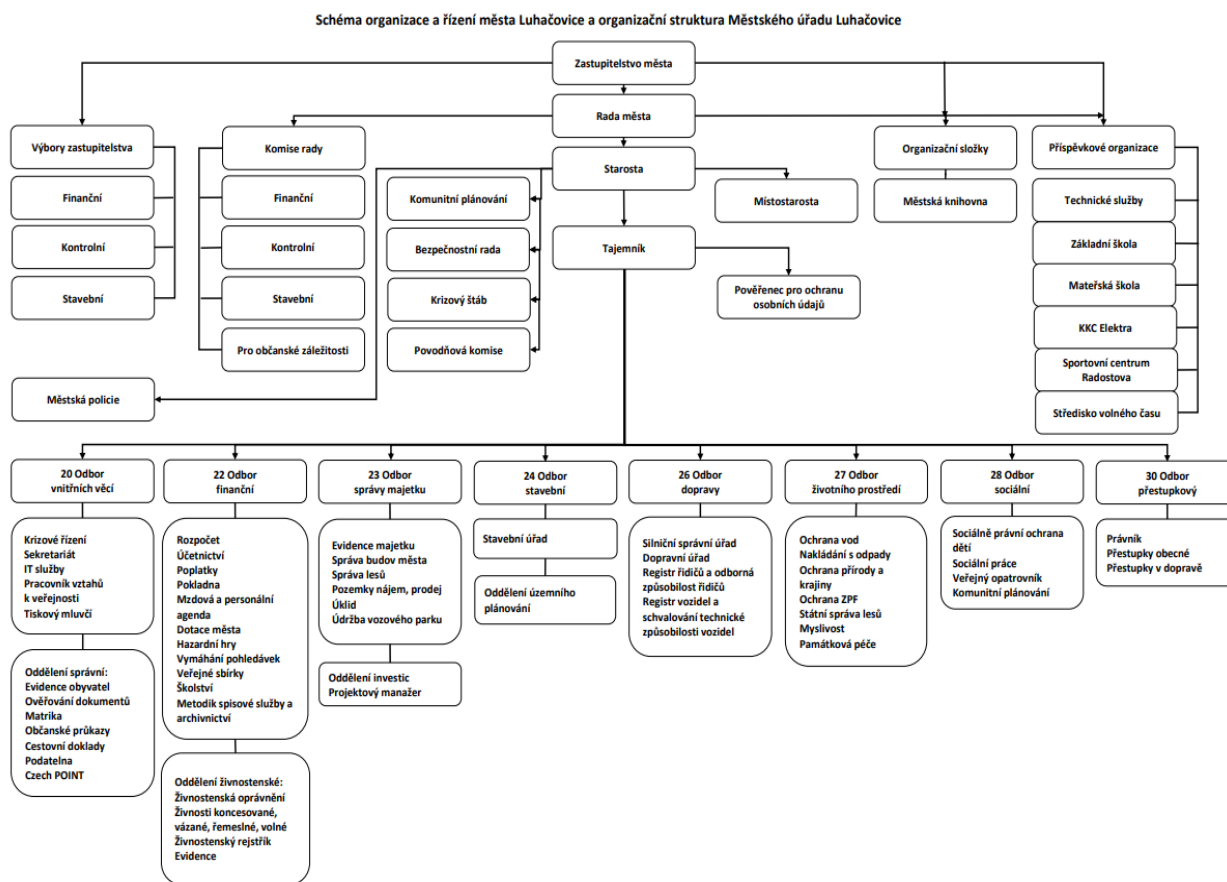 Schéma organizace a řízení města Luhačovice a organizační struktura Městského úřadu Luhačovice
Zastupitelstvo města
Rada města
Výbory zastupitelstva
Finanční
Kontrolní
Stavební
Komise rady
Finanční
Kontrolní
Stavební
Pro občanské záležitosti
Starosta
Komunitní plánování
Bezpečnostní rada
Krizový štáb
Povodňová komise
Místostarosta
Tajemník
Pověřenec pro ochranu
osobních údajů
Organizační složky
Městská knihovna
Příspěvkové organizace
Technické služby
Základní škola
Mateřská škola
KKC Elektra
Sportovní centrum
Radostova
Středisko volného času
Městská policie
20 Odbor
vnitřních věcí
Krizové řízení
Sekretariát
IT služby
Pracovník vztahů
k veřejnosti
Tiskový mluvčí
Oddělení správní:
Evidence obyvatel
Ověřování dokumentů
Matrika
Občanské průkazy
Cestovní doklady
Podatelna
Czech POINT
22 Odbor
finanční
Rozpočet
Účetnictví
Poplatky
Pokladna
Mzdová a personální
agenda
Dotace města
Hazardní hry
Vymáhání pohledávek
Veřejné sbírky
Školství
Metodik spisové služby a
archivnictví
Oddělení živnostenské:
Živnostenská oprávnění
Živnosti koncesované,
vázané, řemeslné, volné
Živnostenský rejstřík
Evidence
23 Odbor
správy majetku
Evidence majetku
Správa budov města
Správa lesů
Pozemky nájem, prodej
Úklid
Údržba vozového parku
Oddělení investic
Projektový manažer
24 Odbor
stavební
Stavební úřad
Oddělení územního
plánování
26 Odbor
dopravy
Silniční správní úřad
Dopravní úřad
Registr řidičů a odborná
způsobilost řidičů
Registr vozidel a
schvalování technické
způsobilosti vozidel
27 Odbor
životního prostředí
Ochrana vod
Nakládání s odpady
Ochrana přírody a
krajiny
Ochrana ZPF
Státní správa lesů
Myslivost
Památková péče
28 Odbor
sociální
Sociálně právní ochrana
dětí
Sociální práce
Veřejný opatrovník
Komunitní plánování
30 Odbor
přestupkový
Právník
Přestupky obecné
Přestupky v dopravě